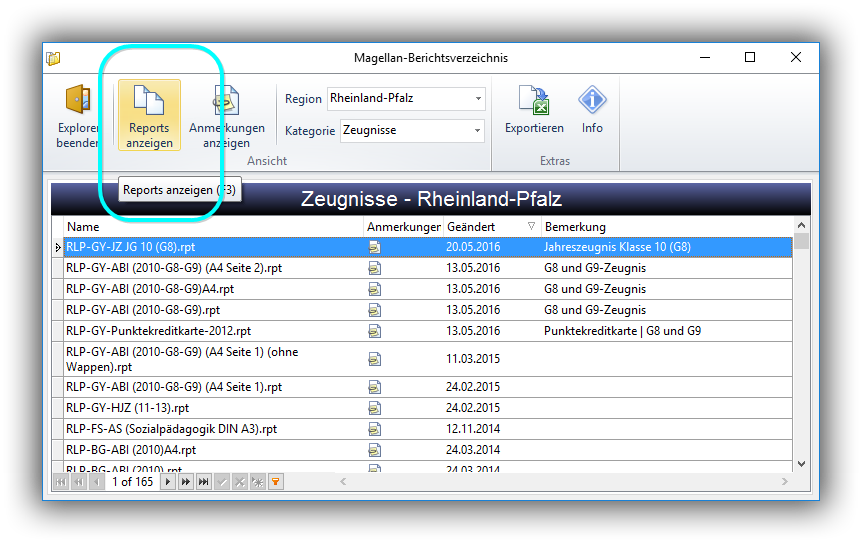 Magellan-Berichtsverzeichnis
Explorer beenden
Reports anzeigen
Anmerkungen anzeigen
Region Rheinland-Pfalz
Kategorie Zeugnisse
Exportieren
Info
Ansicht
Extras
Reports anzeigen (F3)
Zeugnisse - Rheinland-Pfalz
Name Anmerkungen Geändert Bemerkung
RLP-GY-JZ JG 10 (G8).rpt 20.05.2016 Jahreszeugnis Klasse 10 (G8)
RLP-GY-ABI (2010-G8-G9) (A4 Seite 2).rpt 13.05.2016 G8 und G9-Zeugnis
RLP-GY-ABI (2010-G8-G9)A4.rpt 13.05.2016 G8 und G9-Zeugnis
RLP-GY-ABI (2010-G8-G9).rpt 13.05.2016 G8 und G9-Zeugnis
RLP-GY-Punktekreditkarte-2012.rpt 13.05.2016 Punktekreditkarte | G8 und G9
RLP-GY-ABI (2010-G8-G9) (A4 Seite 1) (ohne
Wappen).rpt 11.03.2015
RLP-GY-ABI (2010-G8-G9) (A4 Seite 1).rpt 24.02.2015
RLP-GY-HJZ (11-13).rpt 24.02.2015
RLP-FS-AS (Sozialpädagogik DIN A3).rpt 12.11.2014
RLP-BG-ABI (2010)A4.rpt 24.03.2014
RLP-BG-ABI (2010).rpt 24.03.2014
1 of 165